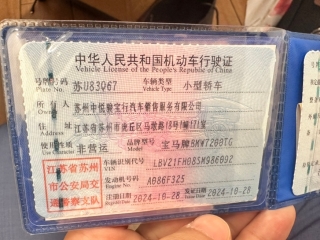 中华人民共和国机动车行驶证
Vehicle License of the People's Republic of China
号牌号码 苏U83Q67 车辆类型 小型轿车
Plate No. Vehicle Type
所有人 苏州中悦骏宝行汽车销售服务有限公司
Owner
住址 江苏省苏州市虎丘区马墩路18号1幢171室
Address
使用性质 非营运 品牌型号 宝马牌BMW7200TG
Use Character Model
江苏省苏州市公安局交通警察支队
车辆识别代号 LBV21FH08SM986092
VIN
发动机号码 A086F325
Engine No.
注册日期 2024-10-28 发证日期 2024-10-28
Register Date Issue Date